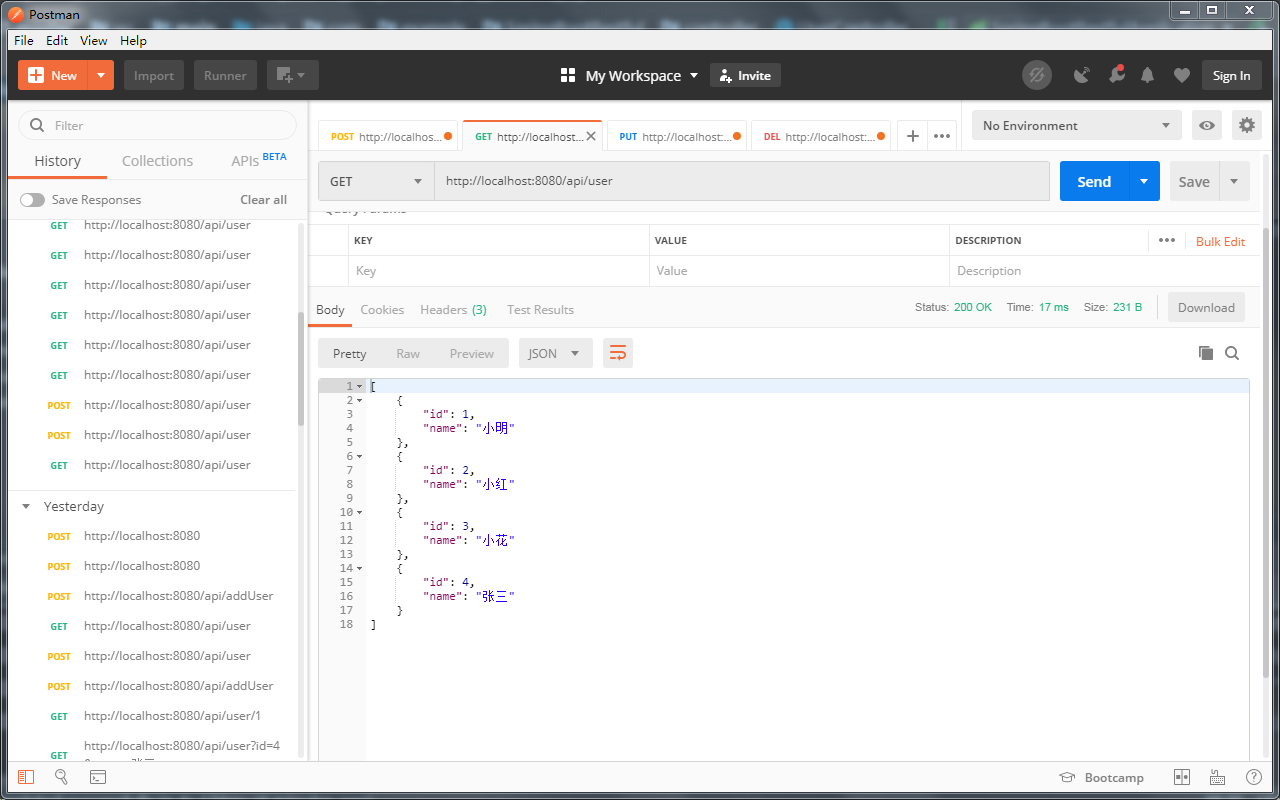 Postman
File Edit View Help
New Import Runner My Workspace Invite Sign In
Filter
History Collections APIs BETA
Save Responses Clear all
GET http://localhost:8080/api/user
GET http://localhost:8080/api/user
GET http://localhost:8080/api/user
GET http://localhost:8080/api/user
GET http://localhost:8080/api/user
GET http://localhost:8080/api/user
POST http://localhost:8080/api/user
POST http://localhost:8080/api/user
GET http://localhost:8080/api/user
Yesterday
POST http://localhost:8080
POST http://localhost:8080
POST http://localhost:8080/api/addUser
GET http://localhost:8080/api/user
POST http://localhost:8080/api/user
POST http://localhost:8080/api/addUser
GET http://localhost:8080/api/user/1
GET http://localhost:8080/api/user?id=4
POST http://localhos... GET http://localhost... PUT http://localhost:... DEL http://localhost:...
No Environment
GET http://localhost:8080/api/user Send Save
Query Params
KEY VALUE DESCRIPTION Bulk Edit
Key Value Description
Body Cookies Headers (3) Test Results Status: 200 OK Time: 17 ms Size: 231 B Download
Pretty Raw Preview JSON
1 [
2 {
3 "id": 1,
4 "name": "小明"
5 },
6 {
7 "id": 2,
8 "name": "小红"
9 },
10 {
11 "id": 3,
12 "name": "小花"
13 },
14 {
15 "id": 4,
16 "name": "张三"
17 }
18 ]
Bootcamp